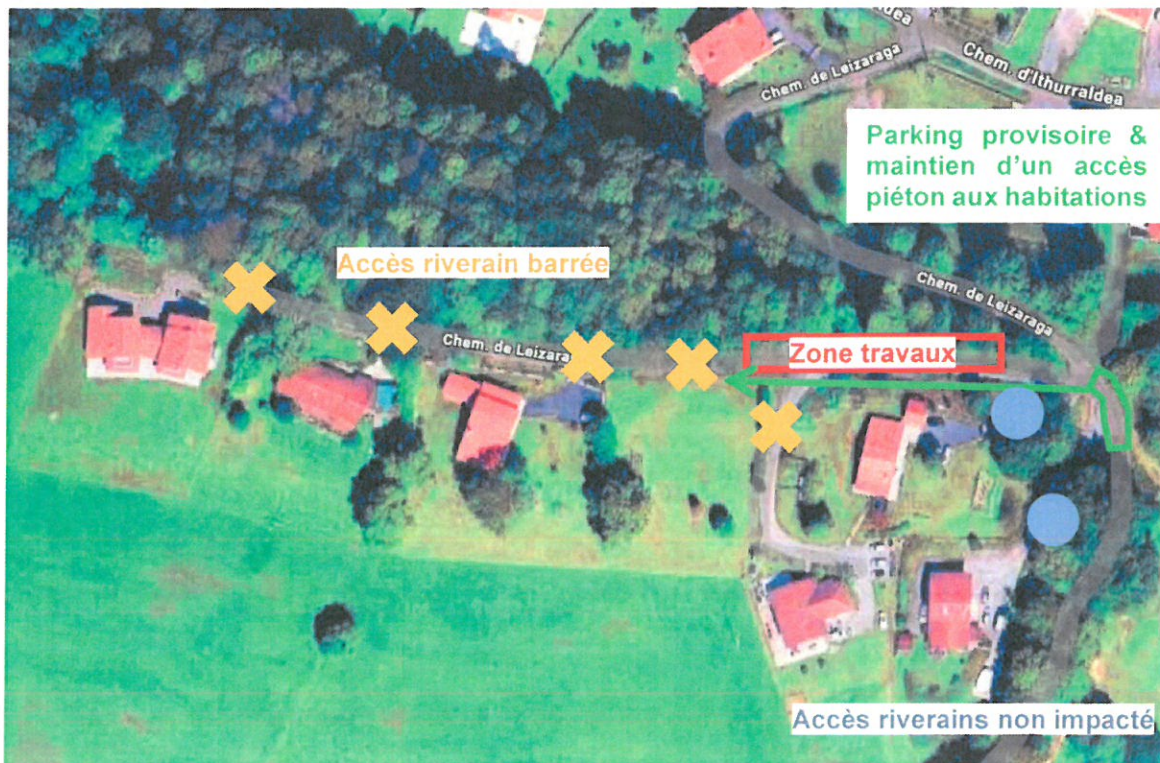 ldea
Chem. de Leizaraga
Chem. d'Ithurraldea
Parking provisoire &
maintien d'un accès
piéton aux habitations
Accès riverain barrée
Chem. de Leizaraga
Chem. de Leizara
Zone travaux
Accès riverains non impacté